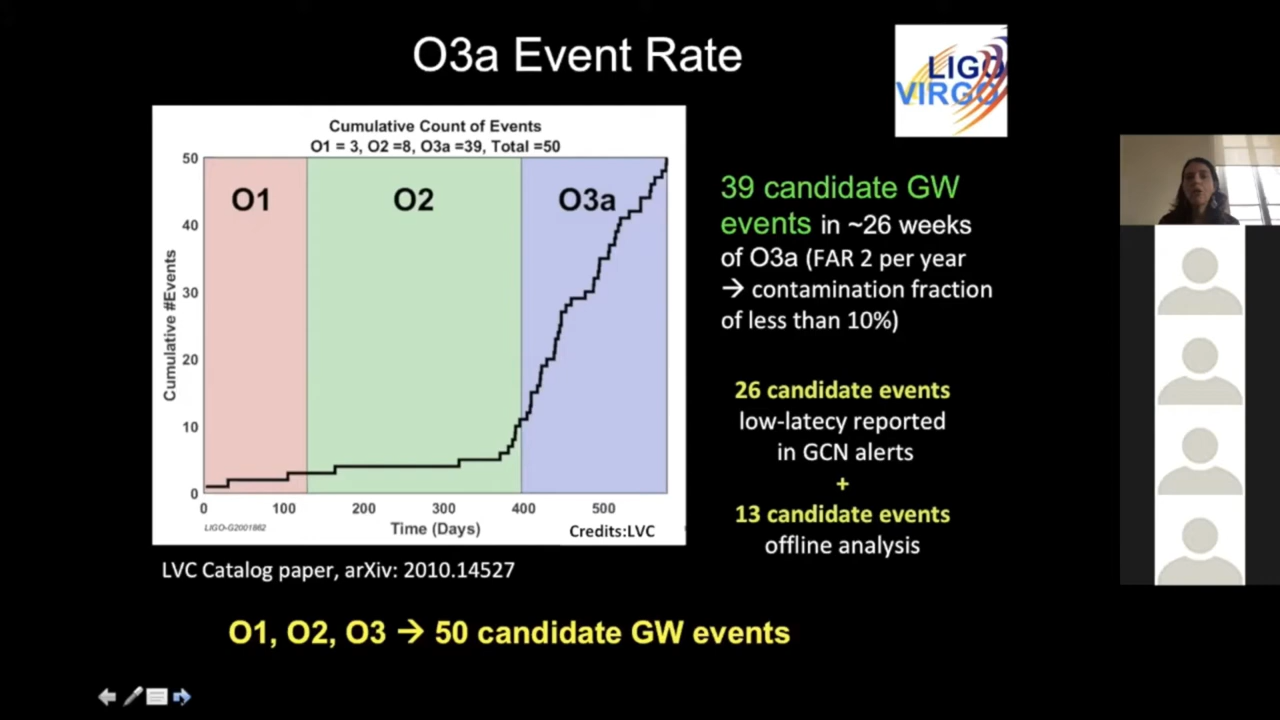 O3a Event Rate
LIGO
VIRGO
Cumulative Count of Events
O1 = 3, O2 =8, O3a =39, Total =50
50
40
30
20
10
0
Cumulative #Events
O1
O2
O3a
0 100 200 300 400 500
Time (Days)
LIGO-G2001862
Credits:LVC
LVC Catalog paper, arXiv: 2010.14527
39 candidate GW
events in ~26 weeks
of O3a (FAR 2 per year
→ contamination fraction
of less than 10%)
26 candidate events
low-latecy reported
in GCN alerts
+
13 candidate events
offline analysis
O1, O2, O3 → 50 candidate GW events